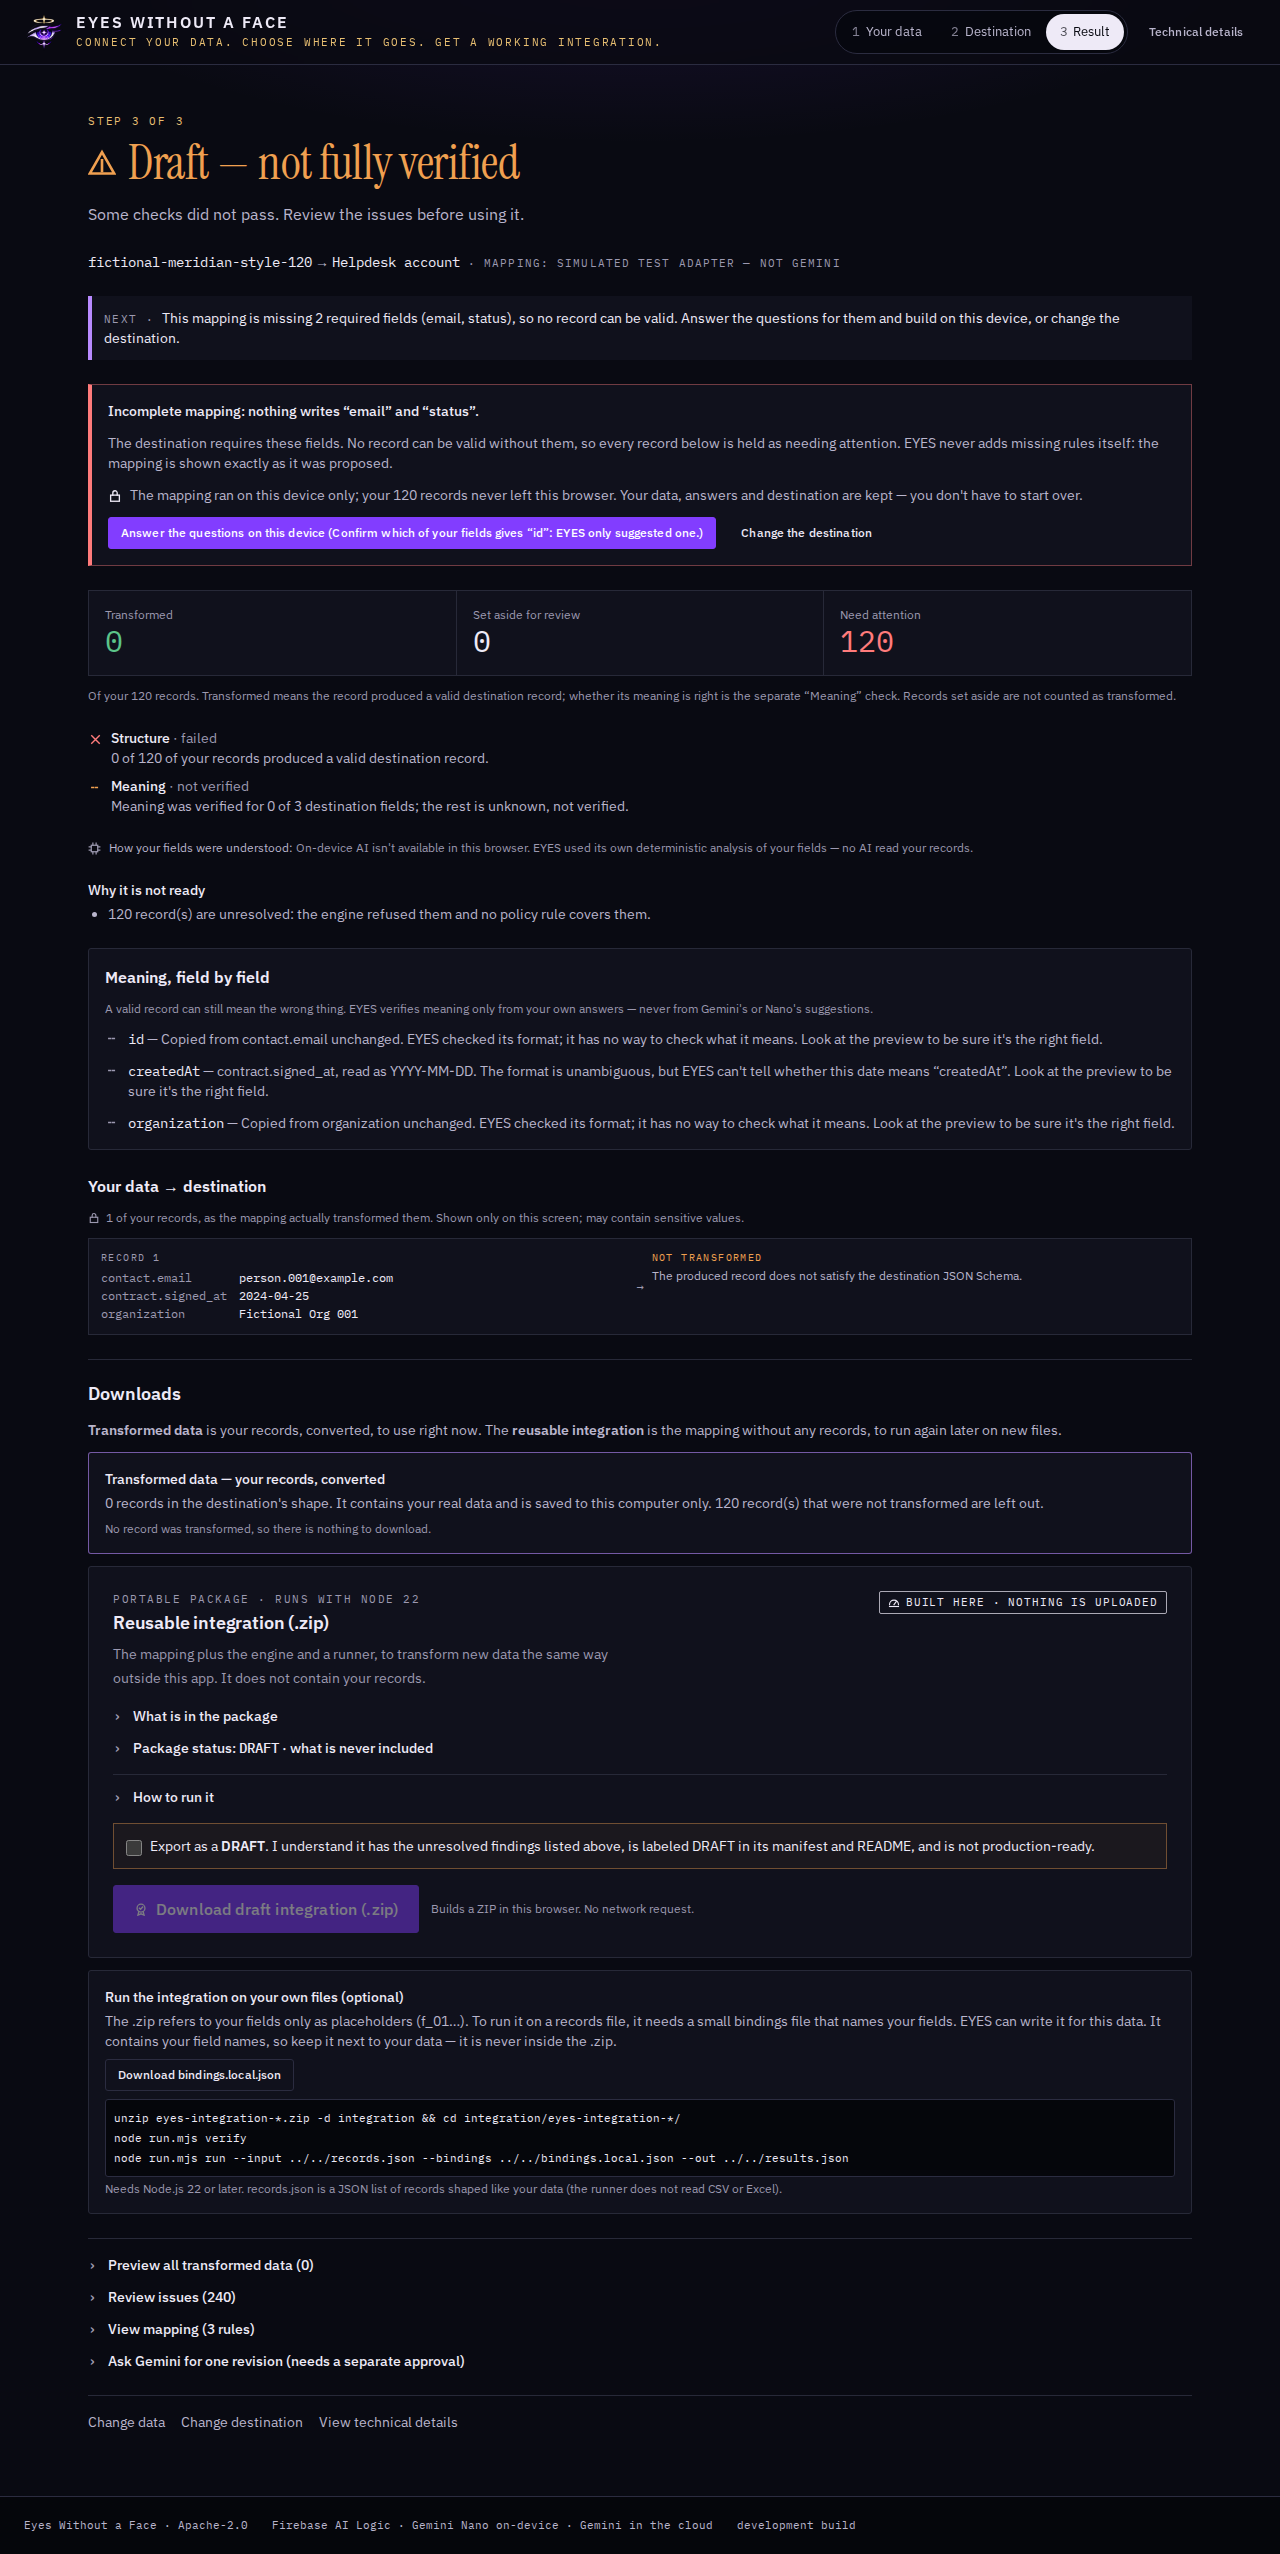 EYES WITHOUT A FACE
CONNECT YOUR DATA. CHOOSE WHERE IT GOES. GET A WORKING INTEGRATION.
1 Your data
2 Destination
3 Result
Technical details
STEP 3 OF 3
Draft — not fully verified
Some checks did not pass. Review the issues before using it.
fictional-meridian-style-120 → Helpdesk account · MAPPING: SIMULATED TEST ADAPTER — NOT GEMINI
NEXT · This mapping is missing 2 required fields (email, status), so no record can be valid. Answer the questions for them and build on this device, or change the
destination.
Incomplete mapping: nothing writes “email” and “status”.
The destination requires these fields. No record can be valid without them, so every record below is held as needing attention. EYES never adds missing rules itself: the
mapping is shown exactly as it was proposed.
The mapping ran on this device only; your 120 records never left this browser. Your data, answers and destination are kept — you don't have to start over.
Answer the questions on this device (Confirm which of your fields gives “id”: EYES only suggested one.)
Change the destination
Transformed
0
Set aside for review
0
Need attention
120
Of your 120 records. Transformed means the record produced a valid destination record; whether its meaning is right is the separate “Meaning” check. Records set aside are not counted as transformed.
Structure · failed
0 of 120 of your records produced a valid destination record.
Meaning · not verified
Meaning was verified for 0 of 3 destination fields; the rest is unknown, not verified.
How your fields were understood: On-device AI isn't available in this browser. EYES used its own deterministic analysis of your fields — no AI read your records.
Why it is not ready
• 120 record(s) are unresolved: the engine refused them and no policy rule covers them.
Meaning, field by field
A valid record can still mean the wrong thing. EYES verifies meaning only from your own answers — never from Gemini's or Nano's suggestions.
id — Copied from contact.email unchanged. EYES checked its format; it has no way to check what it means. Look at the preview to be sure it's the right field.
createdAt — contract.signed_at, read as YYYY-MM-DD. The format is unambiguous, but EYES can't tell whether this date means “createdAt”. Look at the preview to be
sure it's the right field.
organization — Copied from organization unchanged. EYES checked its format; it has no way to check what it means. Look at the preview to be sure it's the right field.
Your data → destination
1 of your records, as the mapping actually transformed them. Shown only on this screen; may contain sensitive values.
RECORD 1
contact.email person.001@example.com
contract.signed_at 2024-04-25
organization Fictional Org 001
→
NOT TRANSFORMED
The produced record does not satisfy the destination JSON Schema.
Downloads
Transformed data is your records, converted, to use right now. The reusable integration is the mapping without any records, to run again later on new files.
Transformed data — your records, converted
0 records in the destination's shape. It contains your real data and is saved to this computer only. 120 record(s) that were not transformed are left out.
No record was transformed, so there is nothing to download.
PORTABLE PACKAGE · RUNS WITH NODE 22
BUILT HERE · NOTHING IS UPLOADED
Reusable integration (.zip)
The mapping plus the engine and a runner, to transform new data the same way
outside this app. It does not contain your records.
› What is in the package
› Package status: DRAFT · what is never included
› How to run it
Export as a DRAFT. I understand it has the unresolved findings listed above, is labeled DRAFT in its manifest and README, and is not production-ready.
Download draft integration (.zip)
Builds a ZIP in this browser. No network request.
Run the integration on your own files (optional)
The .zip refers to your fields only as placeholders (f_01…). To run it on a records file, it needs a small bindings file that names your fields. EYES can write it for this data. It
contains your field names, so keep it next to your data — it is never inside the .zip.
Download bindings.local.json
unzip eyes-integration-*.zip -d integration && cd integration/eyes-integration-*/
node run.mjs verify
node run.mjs run --input ../../records.json --bindings ../../bindings.local.json --out ../../results.json
Needs Node.js 22 or later. records.json is a JSON list of records shaped like your data (the runner does not read CSV or Excel).
› Preview all transformed data (0)
› Review issues (240)
› View mapping (3 rules)
› Ask Gemini for one revision (needs a separate approval)
Change data
Change destination
View technical details
Eyes Without a Face · Apache-2.0
Firebase AI Logic · Gemini Nano on-device · Gemini in the cloud
development build